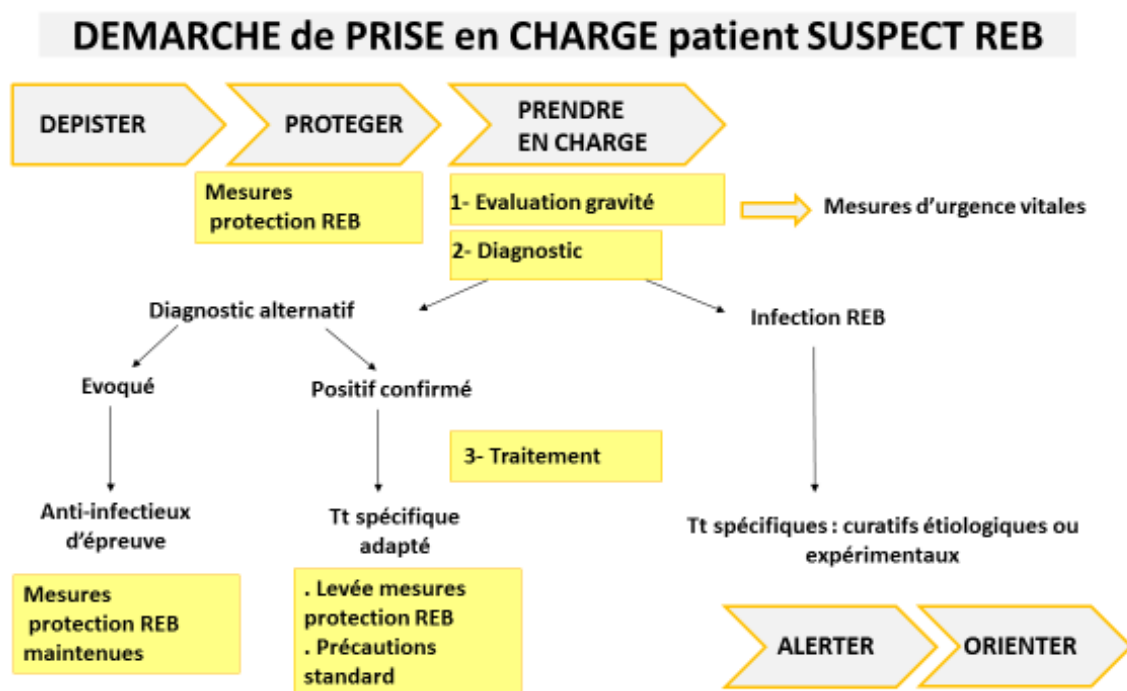 DEMARCHE de PRISE en CHARGE patient SUSPECT REB
DEPISTER
PROTEGER
PRENDRE
EN CHARGE
Mesures
protection REB
1- Evaluation gravité
Mesures d'urgence vitales
2- Diagnostic
Diagnostic alternatif
Infection REB
Evoqué
Positif confirmé
3- Traitement
Anti-infectieux
d'épreuve
Tt spécifique
adapté
Tt spécifiques : curatifs étiologiques ou
expérimentaux
Mesures
protection REB
maintenues
. Levée mesures
protection REB
. Précautions
standard
ALERTER
ORIENTER